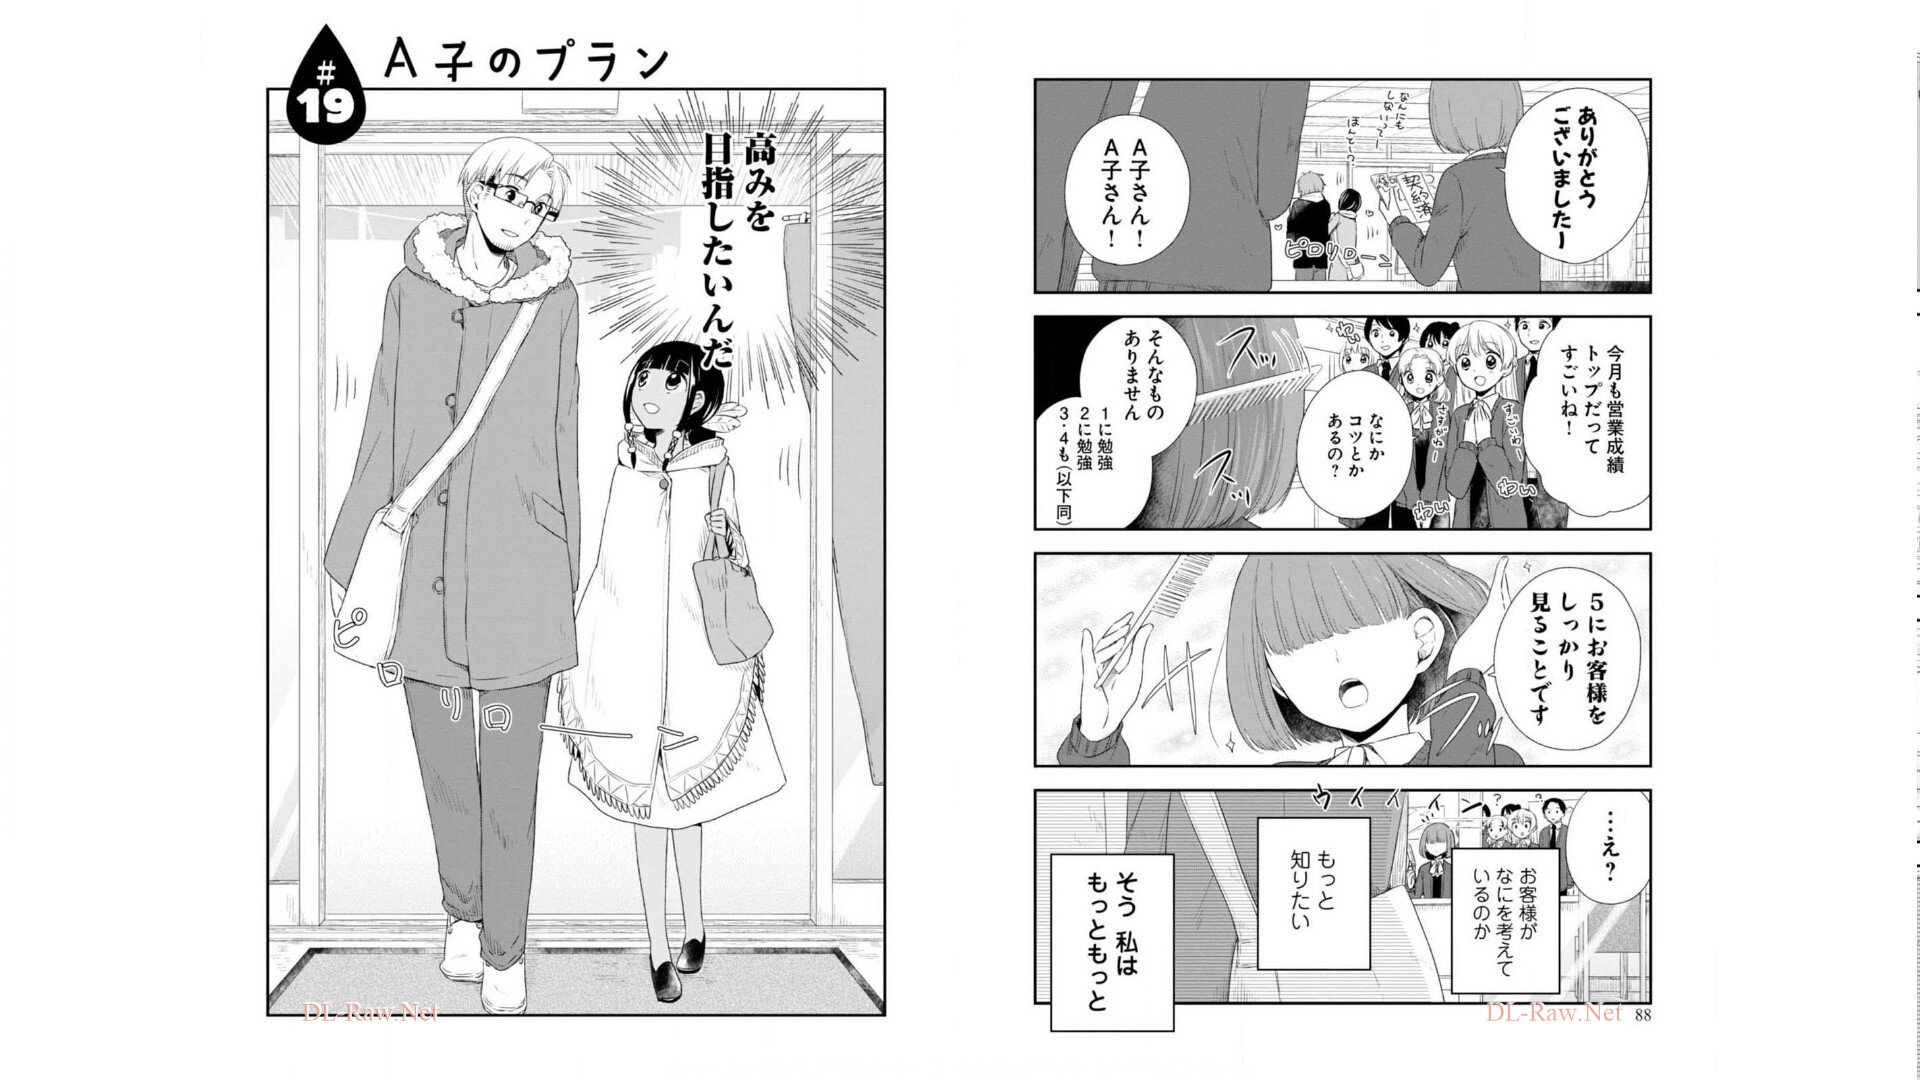 ありがとう
ございましたー
なんにも
しないってー
ほんとー?
契約済
ピロリローン
A子さん!
A子さん!
今月も営業成績
トップだって
すごいね!
わい
すごいねー
さすがねー
わい
わい
なにか
コツとか
あるの?
スッ
スッ
そんなもの
ありません
1に勉強
2に勉強
3・4も(以下同)
5にお客様を
しっかり
見ることです
…え?
ウィイィーン
お客様が
なにを考えて
いるのか
もっと
知りたい
そう 私は
もっともっと
88
DL-Raw.Net
#19
A子のプラン
高みを
目指したいんだ
ピロリローン
DL-Raw.Net